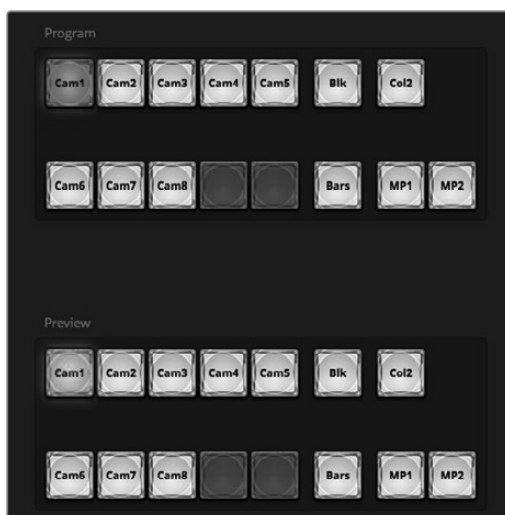 Program
Cam1 Cam2 Cam3 Cam4 Cam5 Blk Col2
Cam6 Cam7 Cam8 Bars MP1 MP2
Preview
Cam1 Cam2 Cam3 Cam4 Cam5 Blk Col2
Cam6 Cam7 Cam8 Bars MP1 MP2